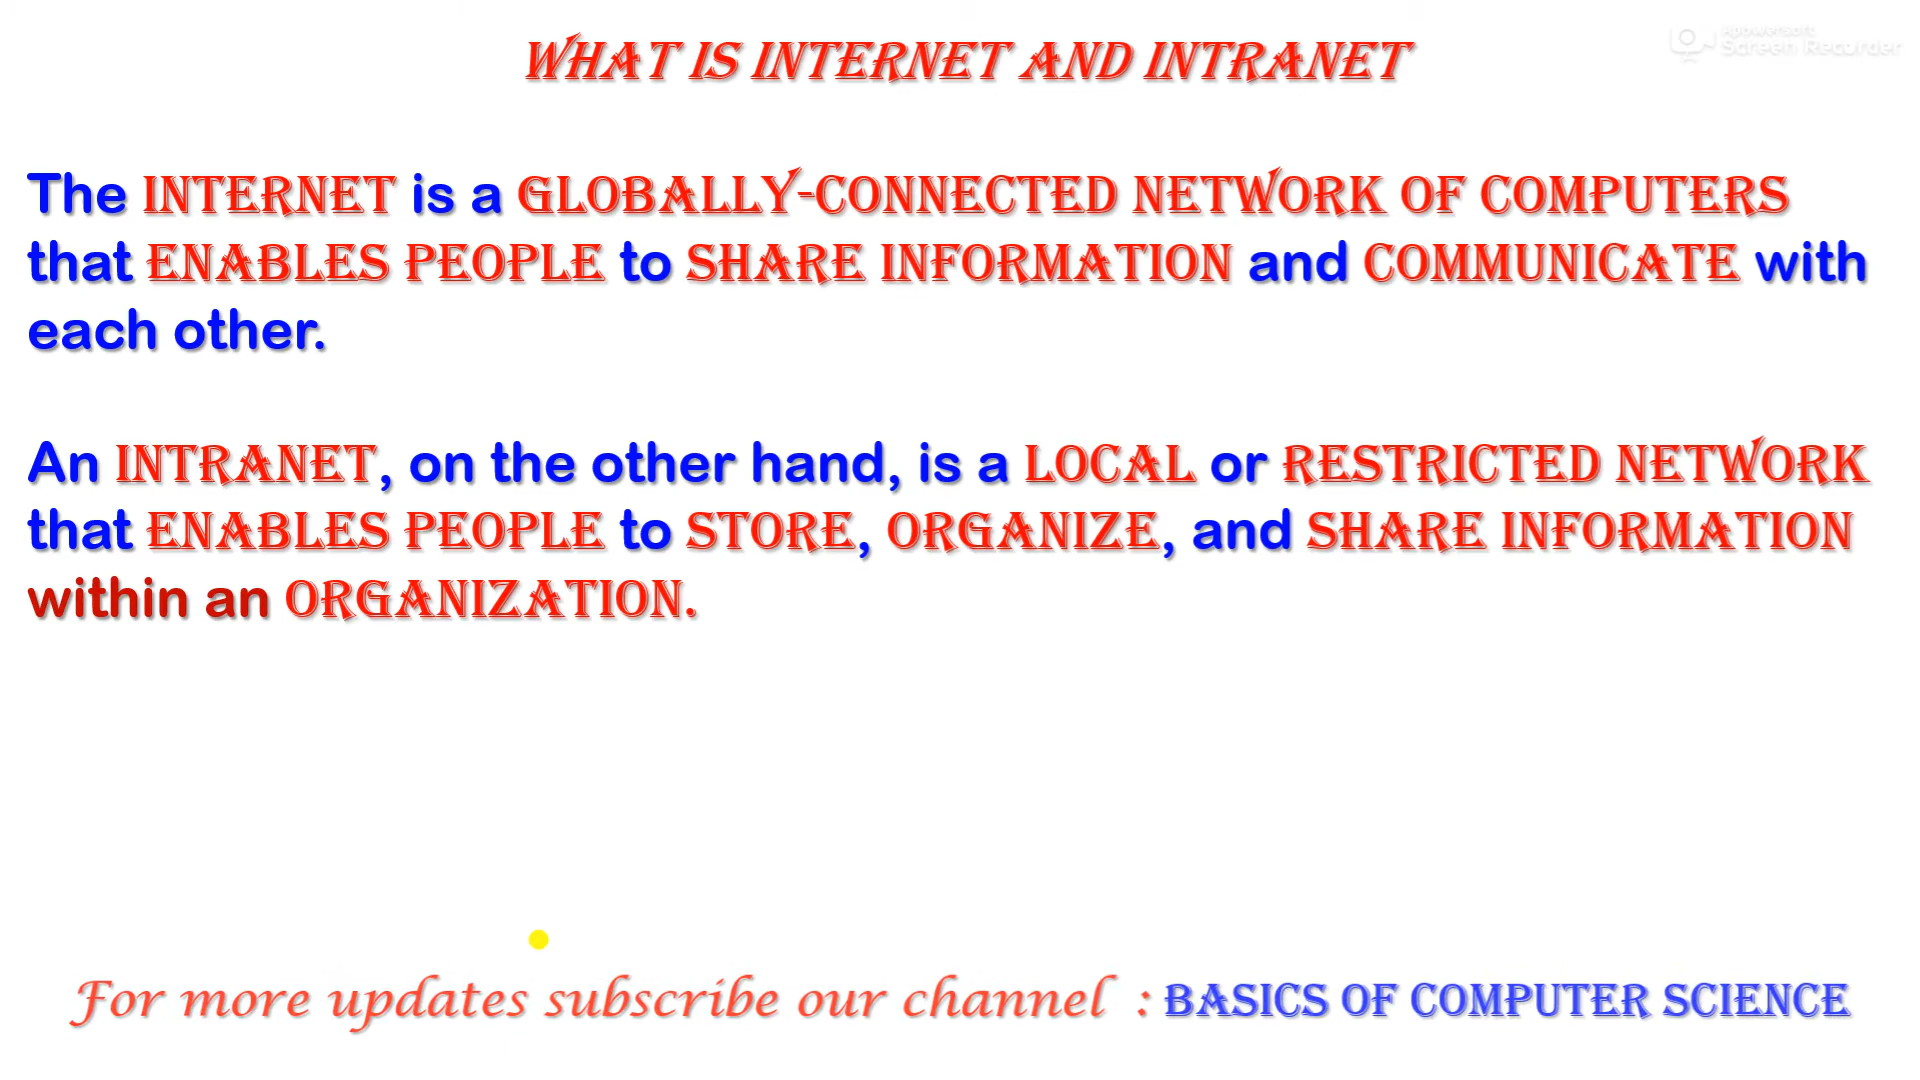 WHAT IS INTERNET AND INTRANET
Apowersoft
Screen Recorder
The INTERNET is a GLOBALLY-CONNECTED NETWORK OF COMPUTERS
that ENABLES PEOPLE to SHARE INFORMATION and COMMUNICATE with
each other.
An INTRANET, on the other hand, is a LOCAL or RESTRICTED NETWORK
that ENABLES PEOPLE to STORE, ORGANIZE, and SHARE INFORMATION
within an ORGANIZATION.
For more updates subscribe our channel : BASICS OF COMPUTER SCIENCE